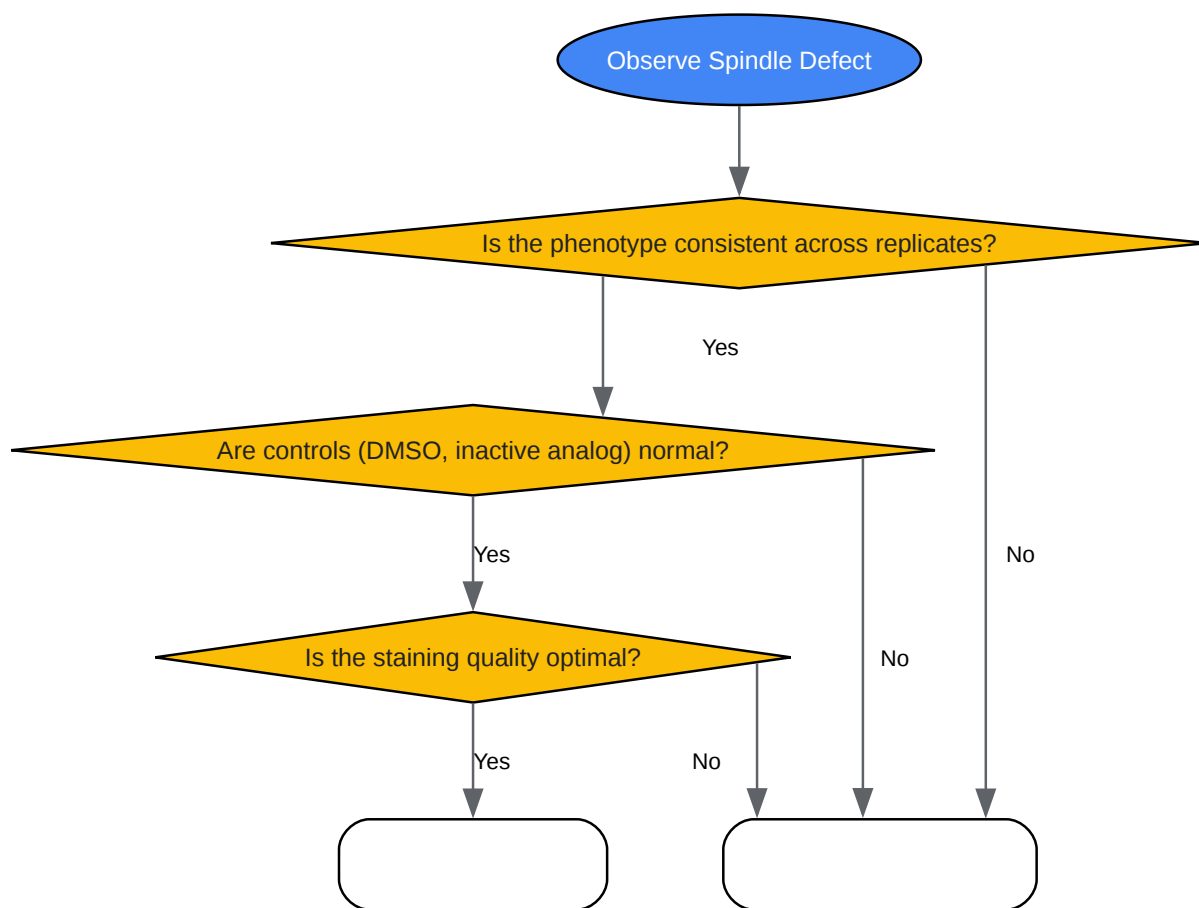 Observe Spindle Defect
Is the phenotype consistent across replicates?
Yes
Are controls (DMSO, inactive analog) normal?
Yes
No
Is the staining quality optimal?
No
Yes
No